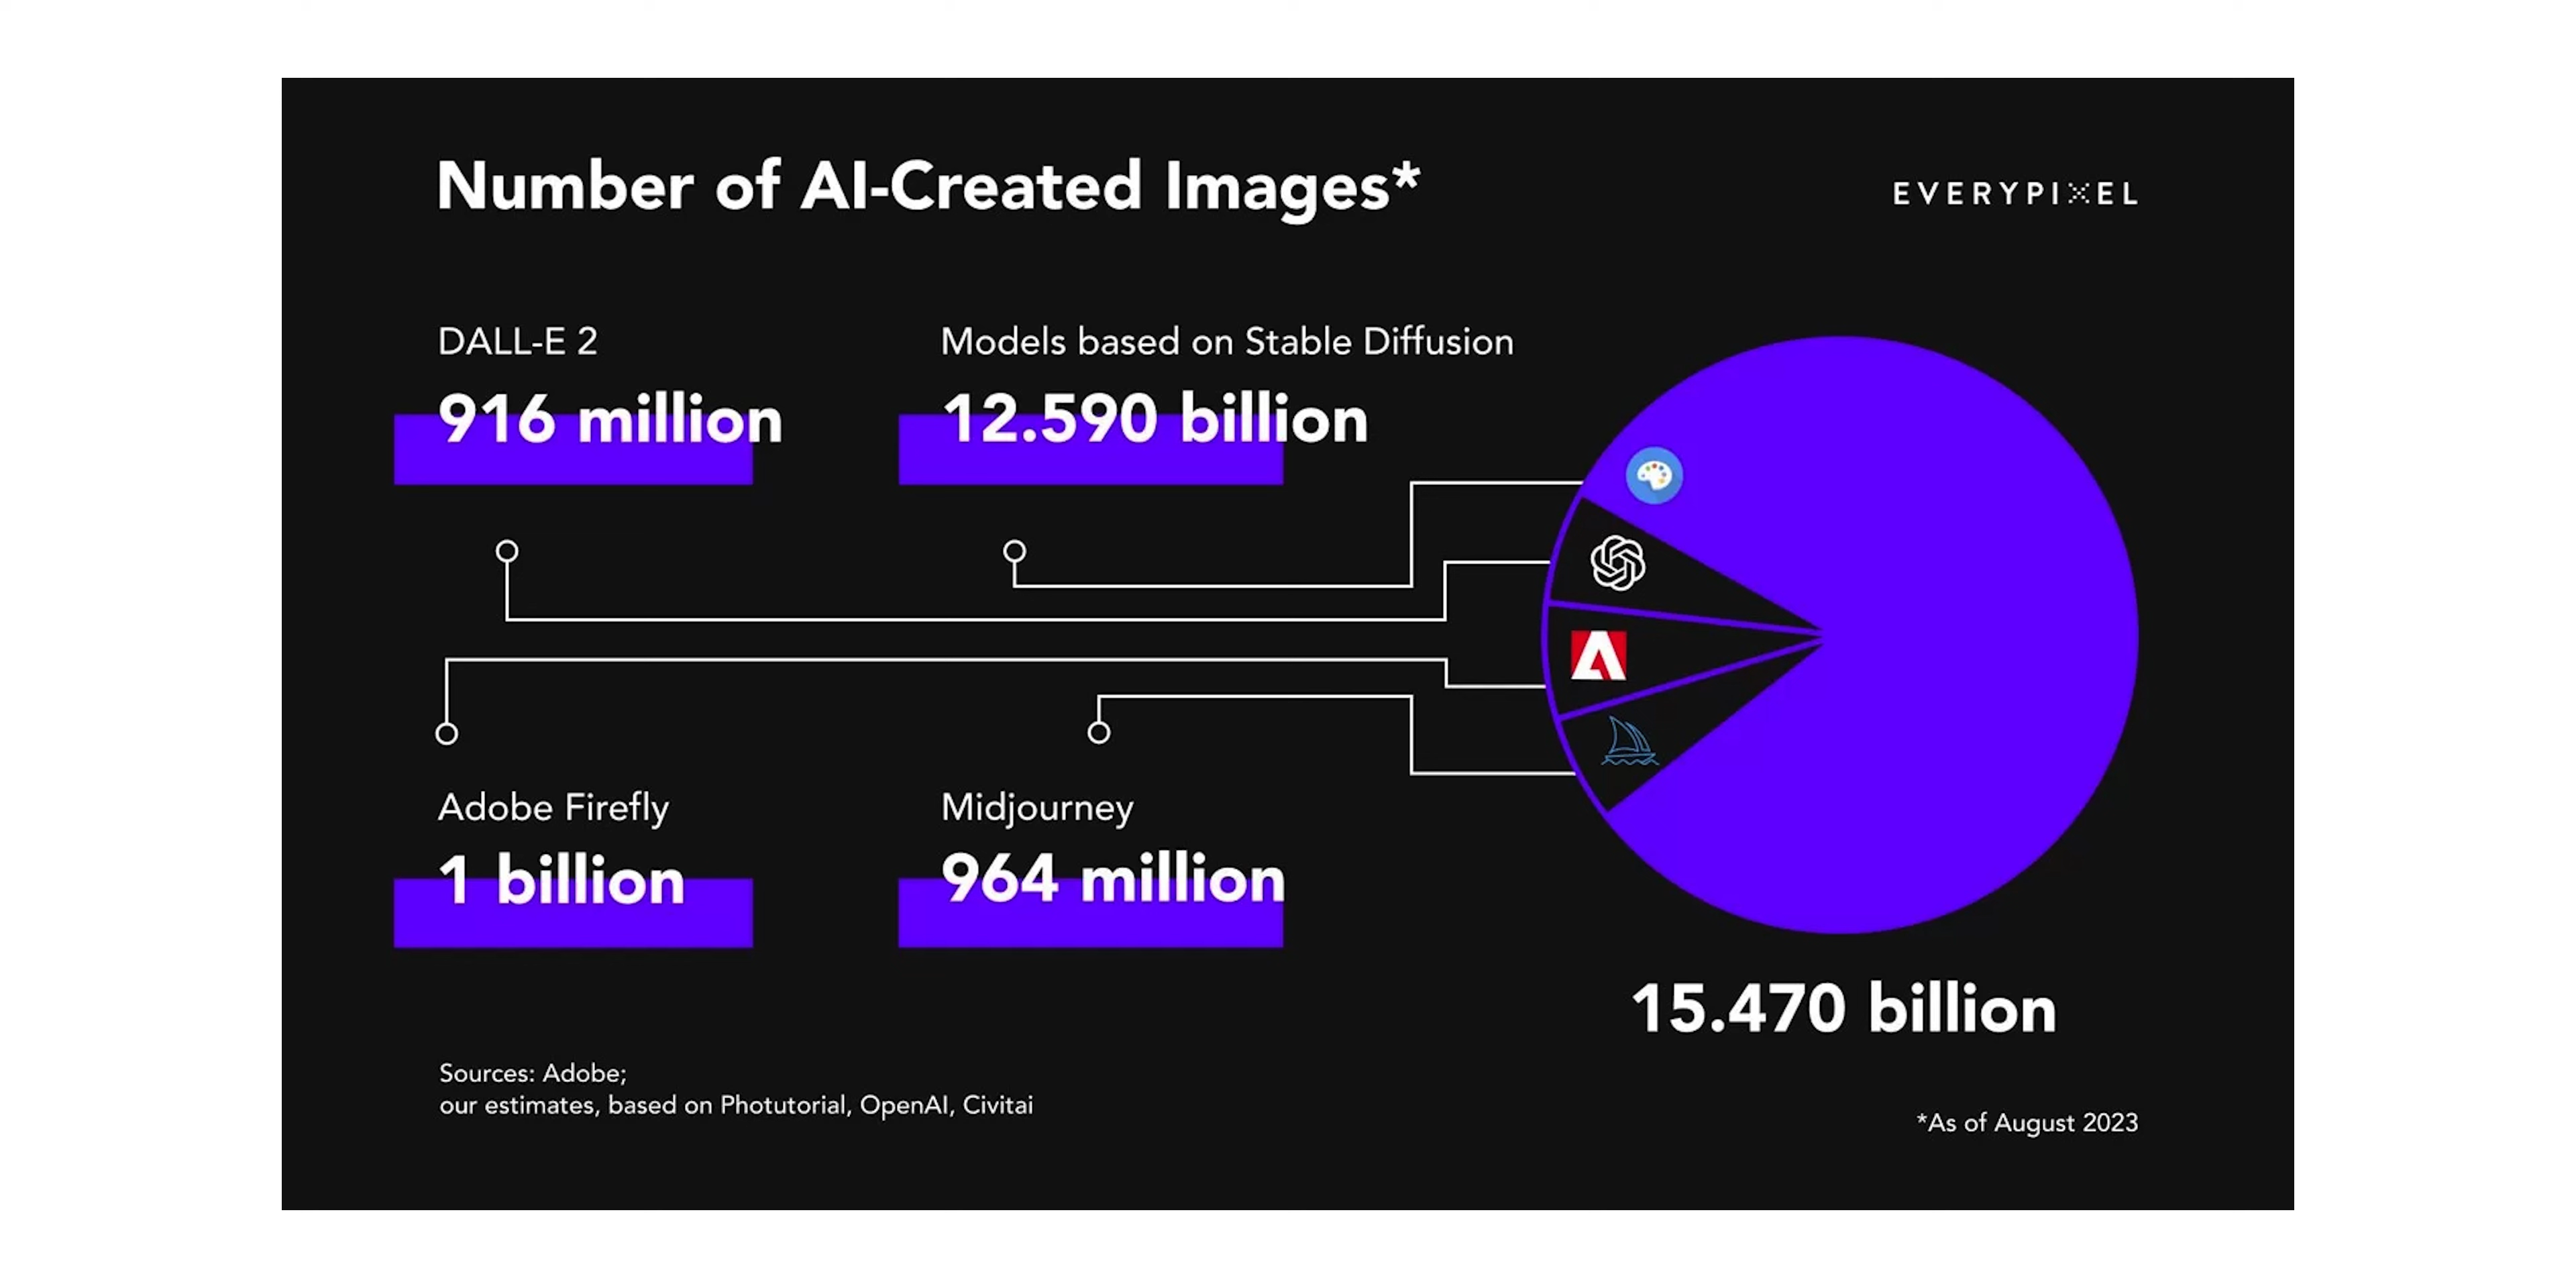 Number of AI-Created Images*
EVERYPIXEL
DALL-E 2
916 million
Models based on Stable Diffusion
12.590 billion
Adobe Firefly
1 billion
Midjourney
964 million
15.470 billion
Sources: Adobe;
our estimates, based on Photutorial, OpenAI, Civitai
*As of August 2023